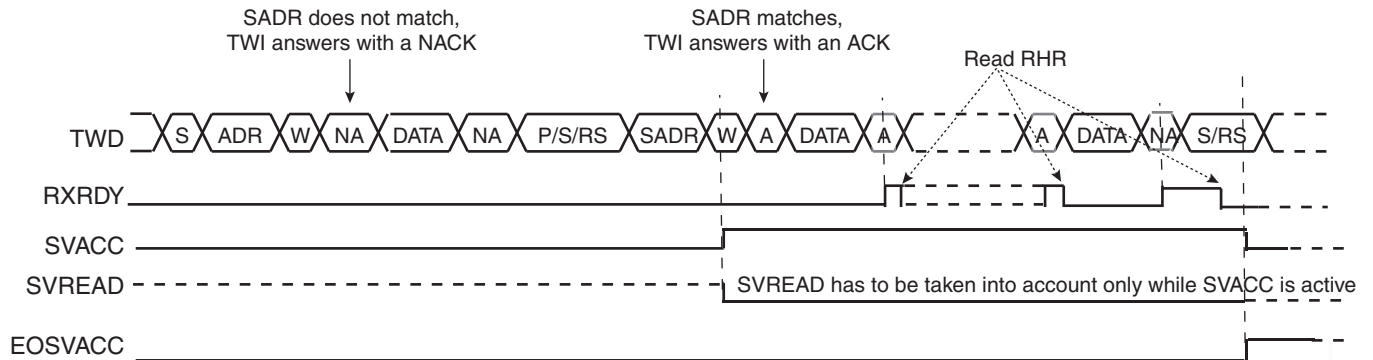 SADR does not match,
TWI answers with a NACK
SADR matches,
TWI answers with an ACK
Read RHR
TWD S ADR W NA DATA NA P/S/RS SADR W A DATA A A DATA NA S/RS
RXRDY
SVACC
SVREAD SVREAD has to be taken into account only while SVACC is active
EOSVACC